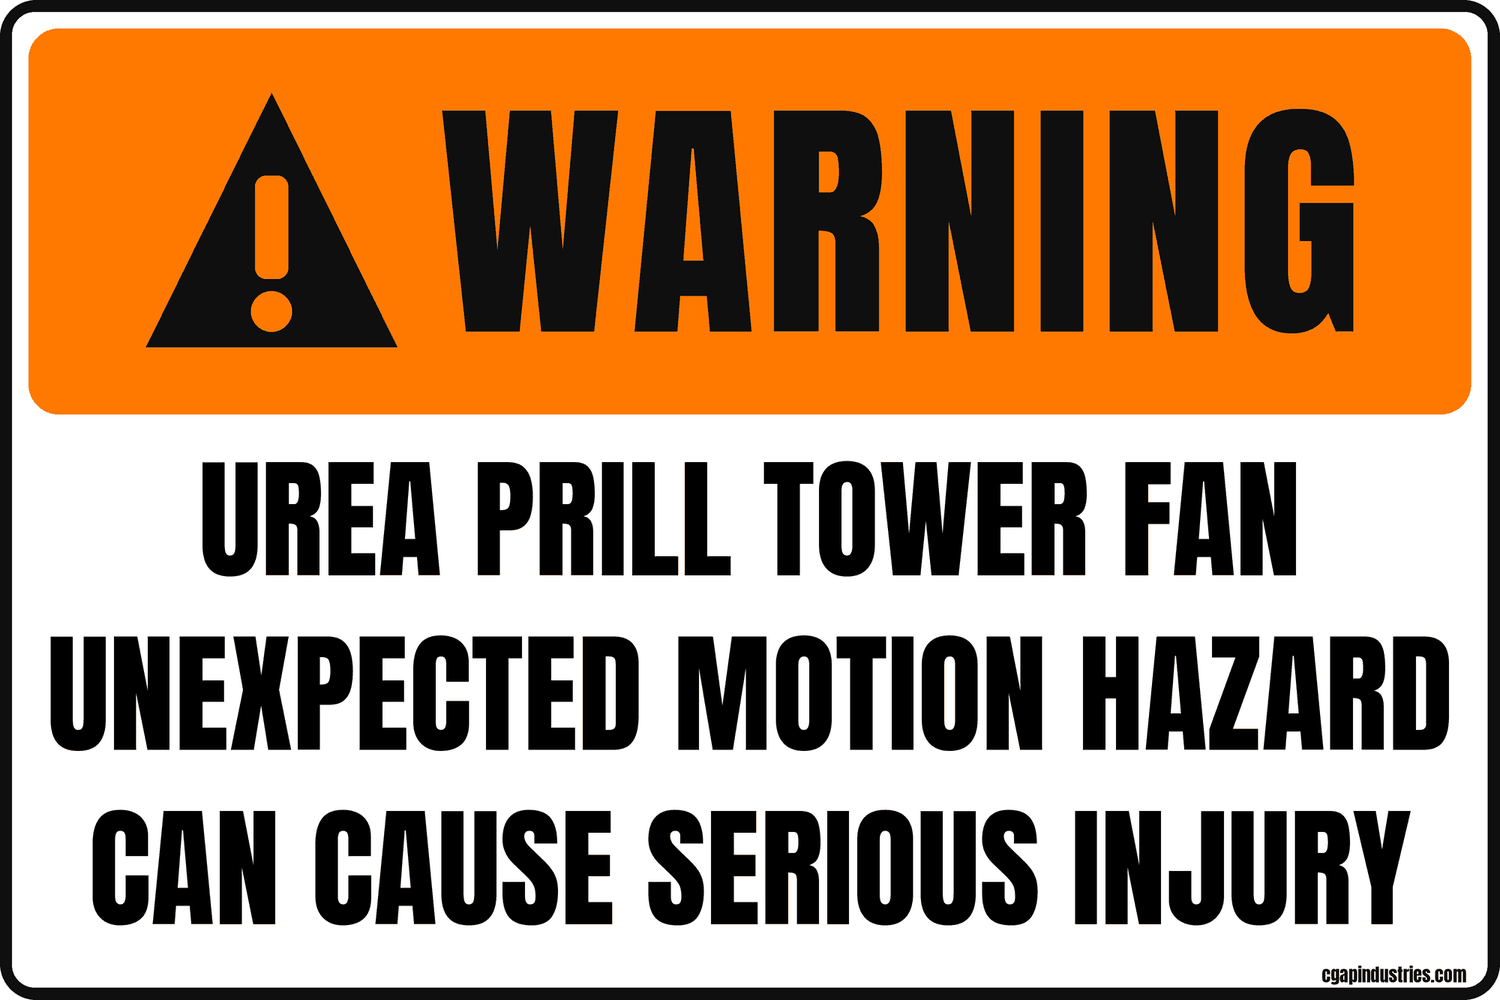 WARNING
UREA PRILL TOWER FAN
UNEXPECTED MOTION HAZARD
CAN CAUSE SERIOUS INJURY
cgapindustries.com